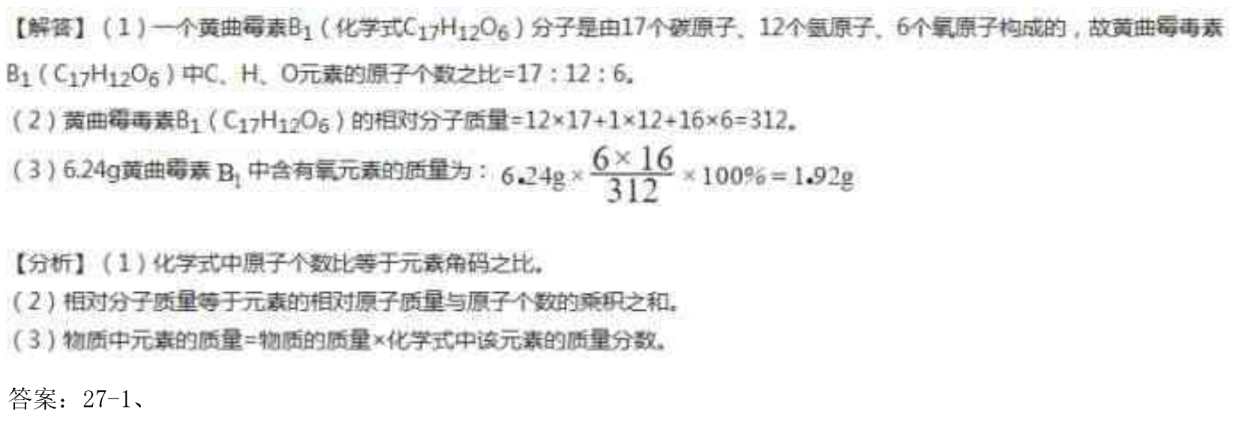 【解答】(1)一个黄曲霉素B₁(化学式C₁₇H₁₂O₆)分子是由17个碳原子、12个氢原子、6个氧原子构成的，故黄曲霉毒素
B₁(C₁₇H₁₂O₆)中C、H、O元素的原子个数之比=17：12：6。
(2)黄曲霉毒素B₁(C₁₇H₁₂O₆)的相对分子质量=12×17+1×12+16×6=312。
(3)6.24g黄曲霉素 B₁ 中含有氧元素的质量为：6.24g×\frac{6×16}{312}×100%=1.92g
【分析】(1)化学式中原子个数比等于元素角码之比。
(2)相对分子质量等于元素的相对原子质量与原子个数的乘积之和。
(3)物质中元素的质量=物质的质量×化学式中该元素的质量分数。
答案：27-1、